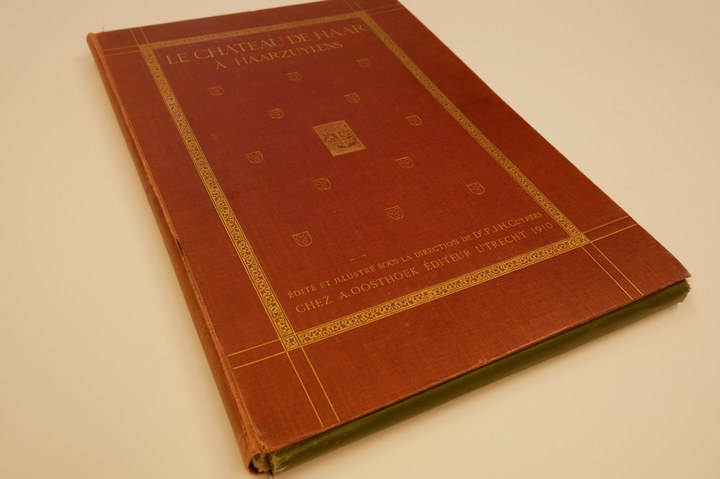 LE CHATEAU DE HAAR
À HAARZUYLENS
ÉDITÉ ET ILLUSTRÉ SOUS LA DIRECTION DE DR P.J.H. CUYPERS
CHEZ A. OOSTHOEK ÉDITEUR UTRECHT 1910